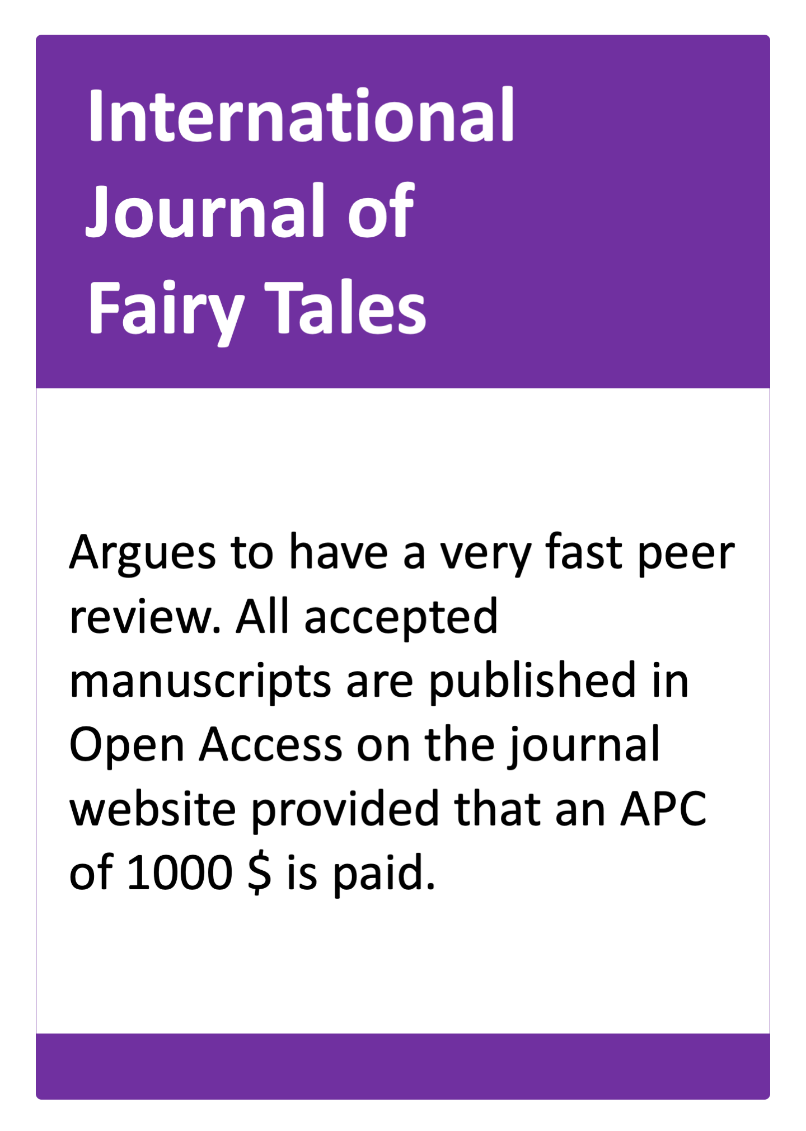 International
Journal of
Fairy Tales
Argues to have a very fast peer
review. All accepted
manuscripts are published in
Open Access on the journal
website provided that an APC
of 1000 $ is paid.